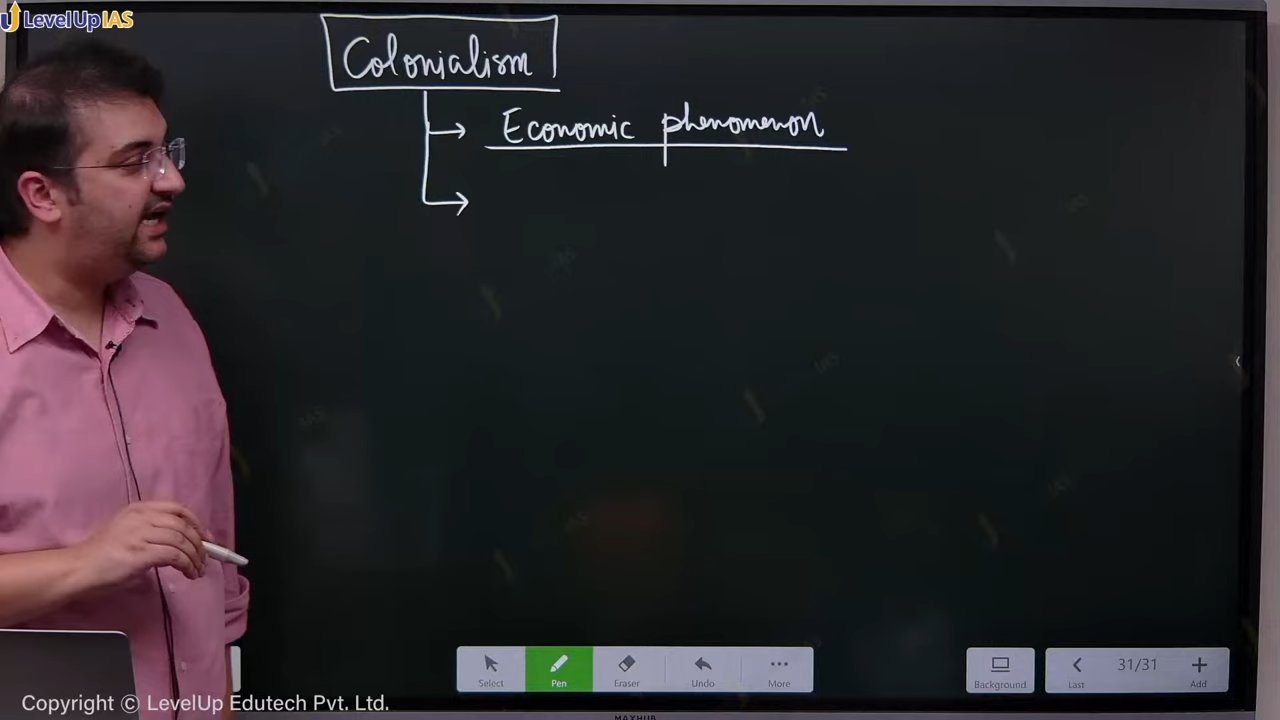 LevelUp IAS
Colonialism
Economic phenomenon
Select
Pen
Eraser
Undo
More
Background
Last
31/31
Add
Copyright © LevelUp Edutech Pvt. Ltd.
MAXHUB